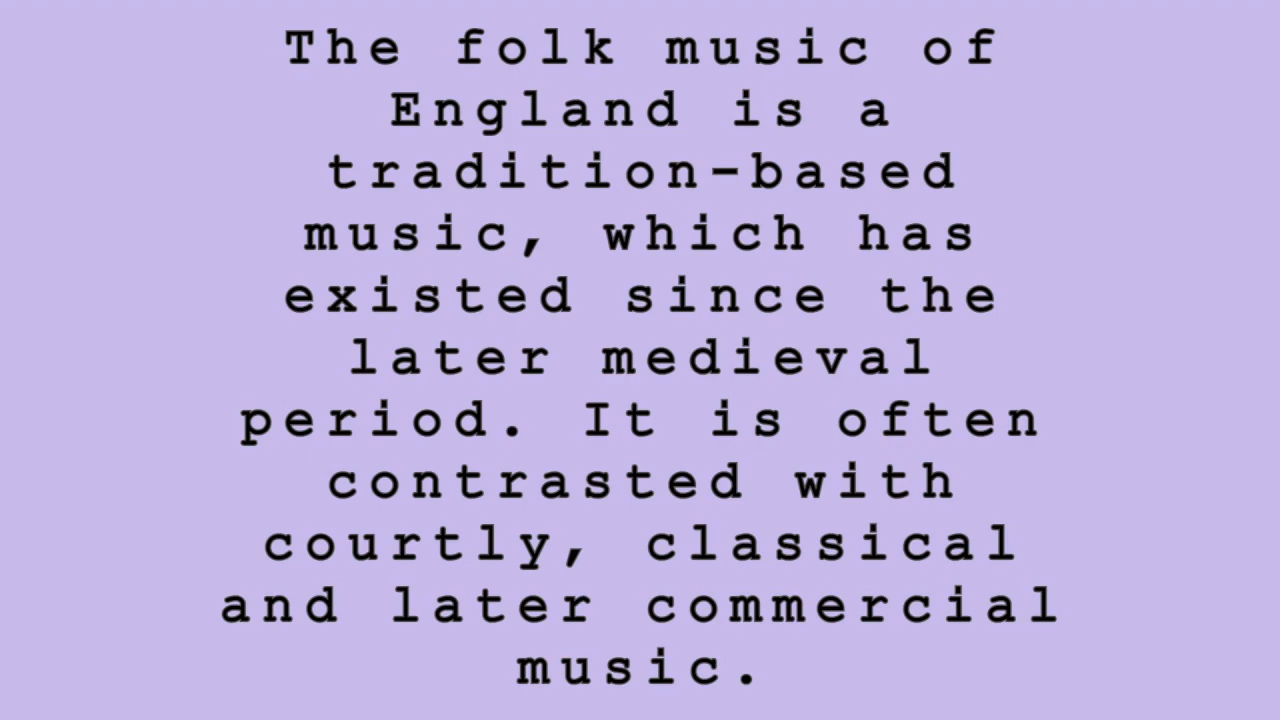 The folk music of
England is a
tradition-based
music, which has
existed since the
later medieval
period. It is often
contrasted with
courtly, classical
and later commercial
music.